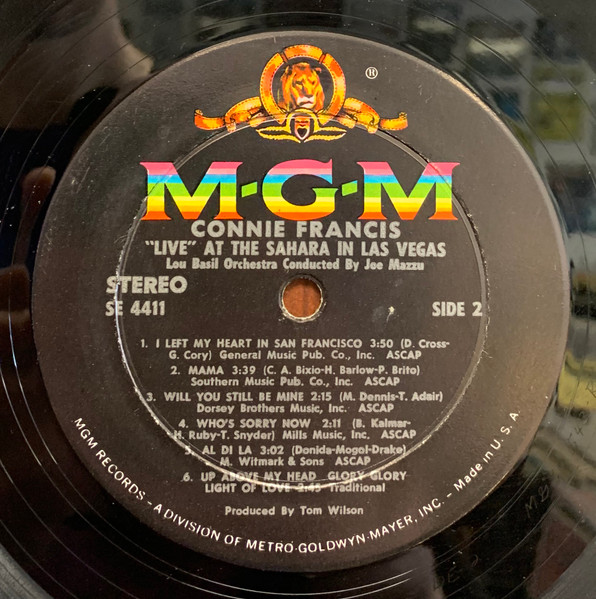 ®
M-G-M
CONNIE FRANCIS
"LIVE" AT THE SAHARA IN LAS VEGAS
Lou Basil Orchestra Conducted By Joe Mazzu
STEREO
SE 4411
SIDE 2
1. I LEFT MY HEART IN SAN FRANCISCO 3:50 (D. Cross-
G. Cory) General Music Pub. Co., Inc. ASCAP
2. MAMA 3:39 (C. A. Bixio-H. Barlow-P. Brito)
Southern Music Pub. Co., Inc. ASCAP
3. WILL YOU STILL BE MINE 2:15 (M. Dennis-T. Adair)
Dorsey Brothers Music, Inc. ASCAP
4. WHO'S SORRY NOW 2:11 (B. Kalmar-
H. Ruby-T. Snyder) Mills Music, Inc. ASCAP
5. AL DI LA 3:02 (Donida-Mogol-Drake)
M. Witmark & Sons ASCAP
6. UP ABOVE MY HEAD GLORY GLORY
LIGHT OF LOVE 2:45 Traditional
Produced By Tom Wilson
MGM RECORDS - A DIVISION OF METRO-GOLDWYN-MAYER, INC. - Made in U.S.A.